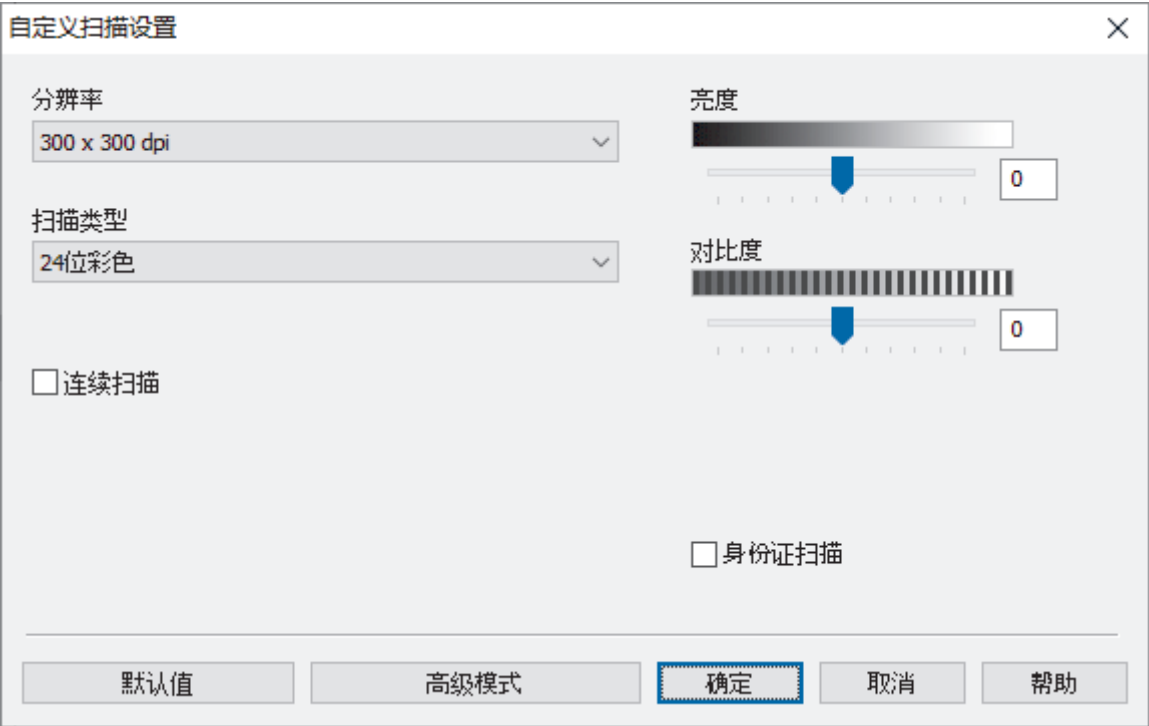 自定义扫描设置
分辨率
300 x 300 dpi
扫描类型
24位彩色
连续扫描
亮度
0
对比度
0
身份证扫描
默认值
高级模式
确定
取消
帮助